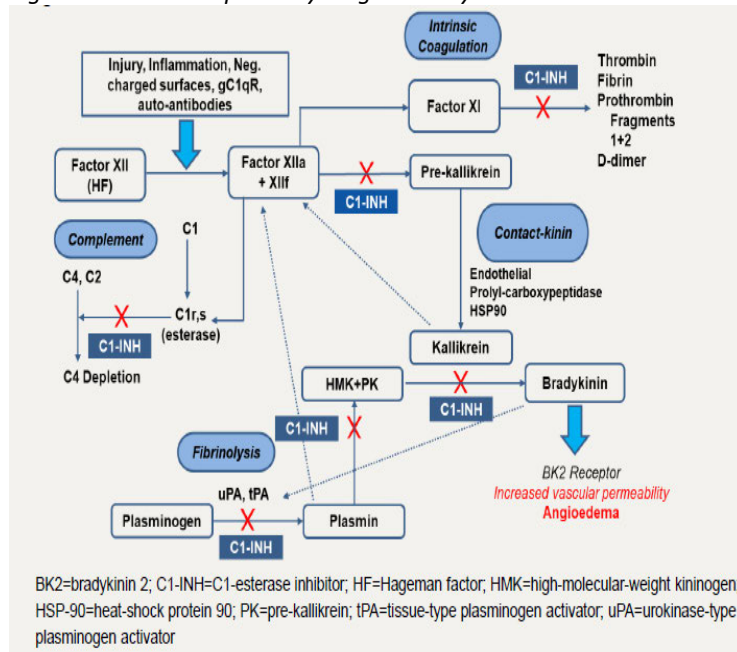 Intrinsic
Coagulation
Injury, Inflammation, Neg.
charged surfaces, gC1qR,
auto-antibodies
C1-INH
Thrombin
Fibrin
Prothrombin
Fragments
1+2
D-dimer
Factor XI
Factor XII
(HF)
Factor XIIa
+ XIIf
Pre-kallikrein
C1-INH
Complement
C1
Contact-kinin
C4, C2
Endothelial
Prolyl-carboxypeptidase
HSP90
C1r,s
(esterase)
C1-INH
C4 Depletion
Kallikrein
HMK+PK
Bradykinin
C1-INH
C1-INH
Fibrinolysis
BK2 Receptor
Increased vascular permeability
Angioedema
uPA, tPA
Plasminogen
Plasmin
C1-INH
BK2=bradykinin 2; C1-INH=C1-esterase inhibitor; HF=Hageman factor; HMK=high-molecular-weight kininogen;
HSP-90=heat-shock protein 90; PK=pre-kallikrein; tPA=tissue-type plasminogen activator; uPA=urokinase-type
plasminogen activator